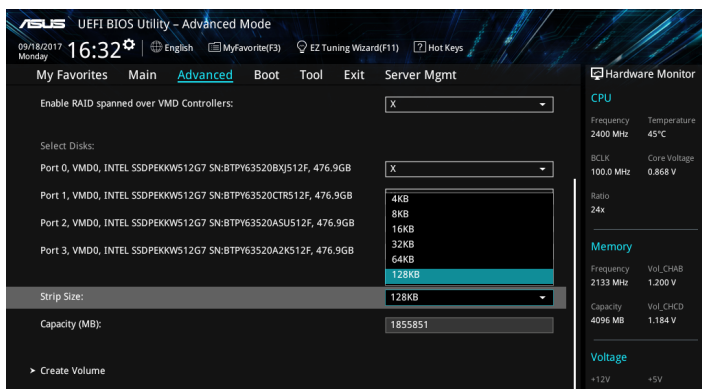 ASUS UEFI BIOS Utility – Advanced Mode
09/18/2017 Monday 16:32 English MyFavorite(F3) EZ Tuning Wizard(F11) ? Hot Keys
My Favorites Main Advanced Boot Tool Exit Server Mgmt
Enable RAID spanned over VMD Controllers: X
Select Disks:
Port 0, VMD0, INTEL SSDPEKKW512G7 SN:BTPY63520BXJ512F, 476.9GB X
Port 1, VMD0, INTEL SSDPEKKW512G7 SN:BTPY63520CTR512F, 476.9GB
Port 2, VMD0, INTEL SSDPEKKW512G7 SN:BTPY63520ASU512F, 476.9GB
Port 3, VMD0, INTEL SSDPEKKW512G7 SN:BTPY63520A2K512F, 476.9GB
4KB
8KB
16KB
32KB
64KB
128KB
Strip Size: 128KB
Capacity (MB): 1855851
Create Volume
Hardware Monitor
CPU
Frequency Temperature
2400 MHz 45°C
BCLK Core Voltage
100.0 MHz 0.868 V
Ratio
24x
Memory
Frequency Vol_CHAB
2133 MHz 1.200 V
Capacity Vol_CHCD
4096 MB 1.184 V
Voltage
+12V +5V